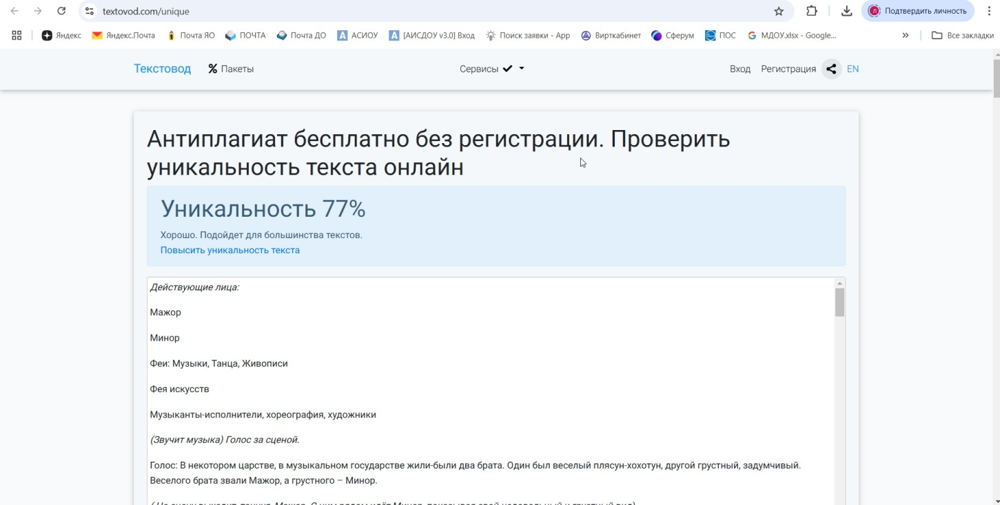 textovod.com/unique
Подтвердить личность
Яндекс Яндекс.Почта Почта ЯО ПОЧТА Почта ДО АСИОУ [АИСДОУ v3.0] Вход Поиск заявки - App Вирткабинет Сферум ПОС МДОУ.xlsx - Google... » Все закладки
Текстовод % Пакеты Сервисы Вход Регистрация EN
Антиплагиат бесплатно без регистрации. Проверить
уникальность текста онлайн
Уникальность 77%
Хорошо. Подойдет для большинства текстов.
Повысить уникальность текста
Действующие лица:
Мажор
Минор
Феи: Музыки, Танца, Живописи
Фея искусств
Музыканты-исполнители, хореография, художники
(Звучит музыка) Голос за сценой.
Голос: В некотором царстве, в музыкальном государстве жили-были два брата. Один был веселый плясун-хохотун, другой грустный, задумчивый.
Веселого брата звали Мажор, а грустного – Минор.